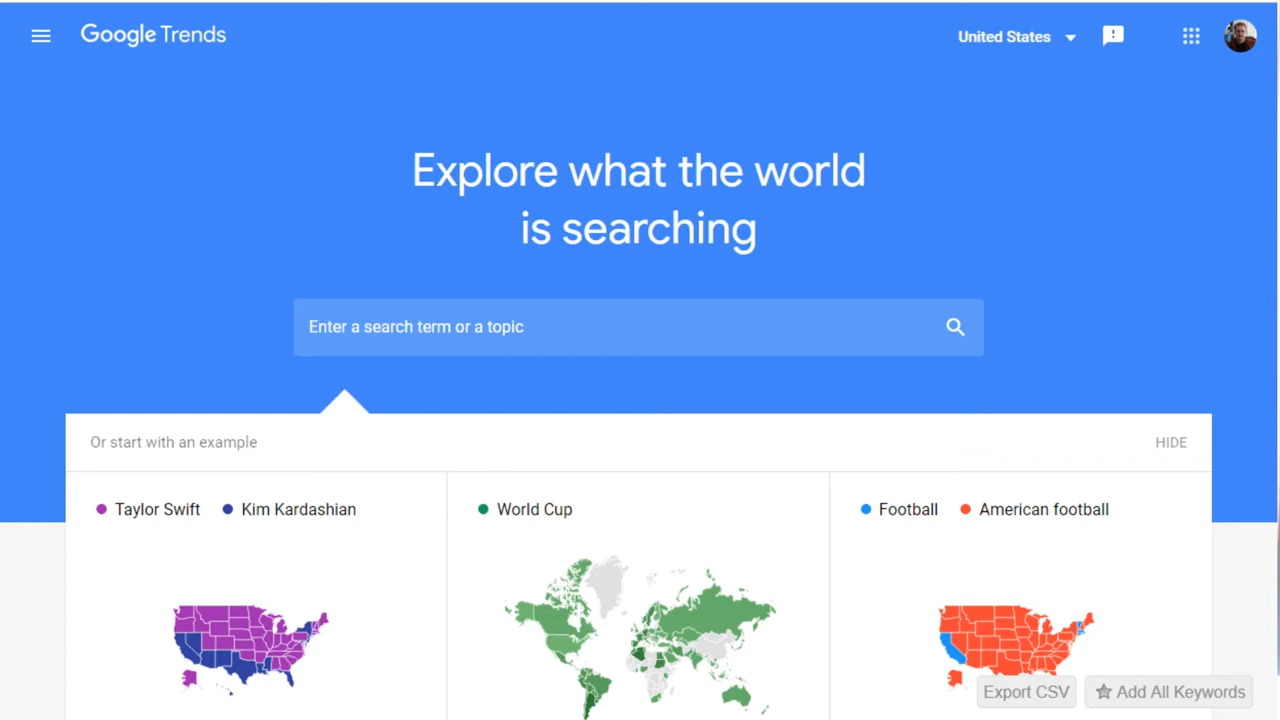 Google Trends
United States
Explore what the world
is searching
Enter a search term or a topic
Or start with an example
HIDE
Taylor Swift Kim Kardashian
World Cup
Football American football
Export CSV
Add All Keywords